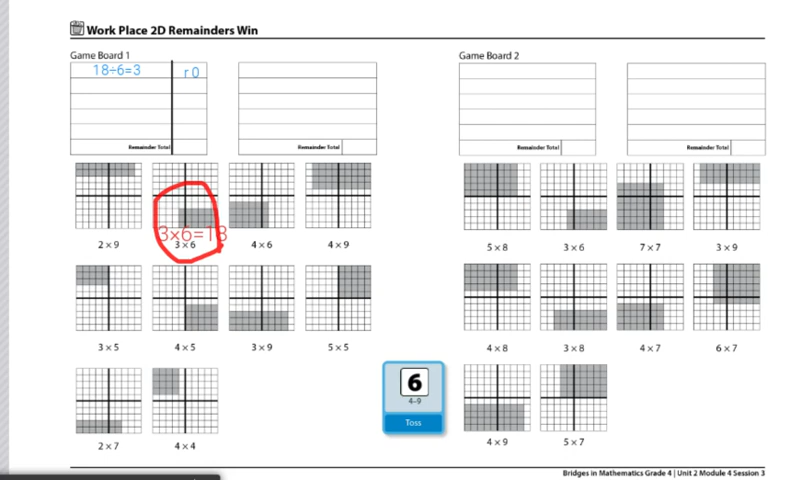 Work Place 2D Remainders Win
Game Board 1
18÷6=3 r0
Remainder Total Remainder Total
2 × 9 3 × 6 4 × 6 4 × 9
3×6=18
3 × 5 4 × 5 3 × 9 5 × 5
2 × 7 4 × 4
6
4-9
Toss
Game Board 2
Remainder Total Remainder Total
5 × 8 3 × 6 7 × 7 3 × 9
4 × 8 3 × 8 4 × 7 6 × 7
4 × 9 5 × 7
Bridges in Mathematics Grade 4 | Unit 2 Module 4 Session 3